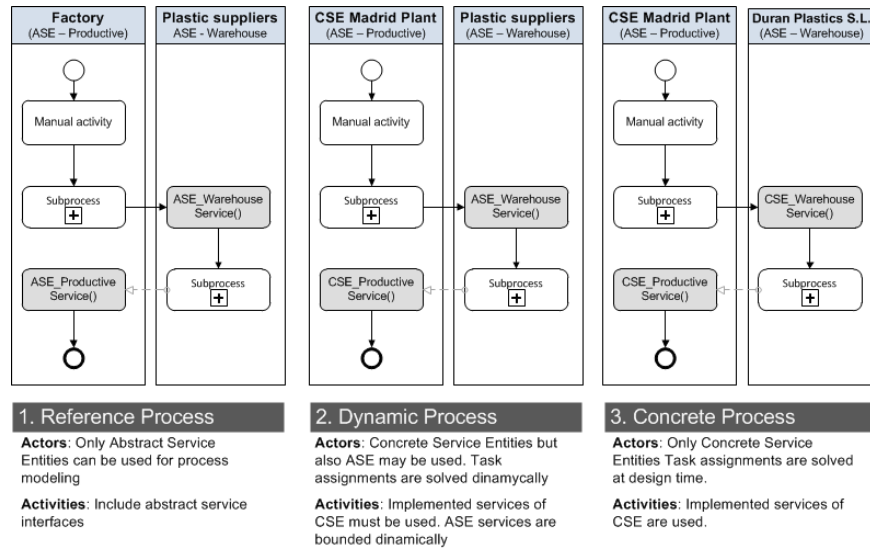 Factory
(ASE – Productive)
Plastic suppliers
ASE - Warehouse
Manual activity
Subprocess
ASE_Warehouse
Service()
ASE_Productive
Service()
Subprocess
CSE Madrid Plant
(ASE – Productive)
Plastic suppliers
(ASE – Warehouse)
Manual activity
Subprocess
ASE_Warehouse
Service()
CSE_Productive
Service()
Subprocess
CSE Madrid Plant
(ASE – Productive)
Duran Plastics S.L.
(ASE – Warehouse)
Manual activity
Subprocess
CSE_Warehouse
Service()
CSE_Productive
Service()
Subprocess
1. Reference Process
Actors: Only Abstract Service
Entities can be used for process
modeling
Activities: Include abstract service
interfaces
2. Dynamic Process
Actors: Concrete Service Entities but
also ASE may be used. Task
assignments are solved dinamycally
Activities: Implemented services of
CSE must be used. ASE services are
bounded dinamically
3. Concrete Process
Actors: Only Concrete Service
Entities Task assignments are solved
at design time.
Activities: Implemented services of
CSE are used.